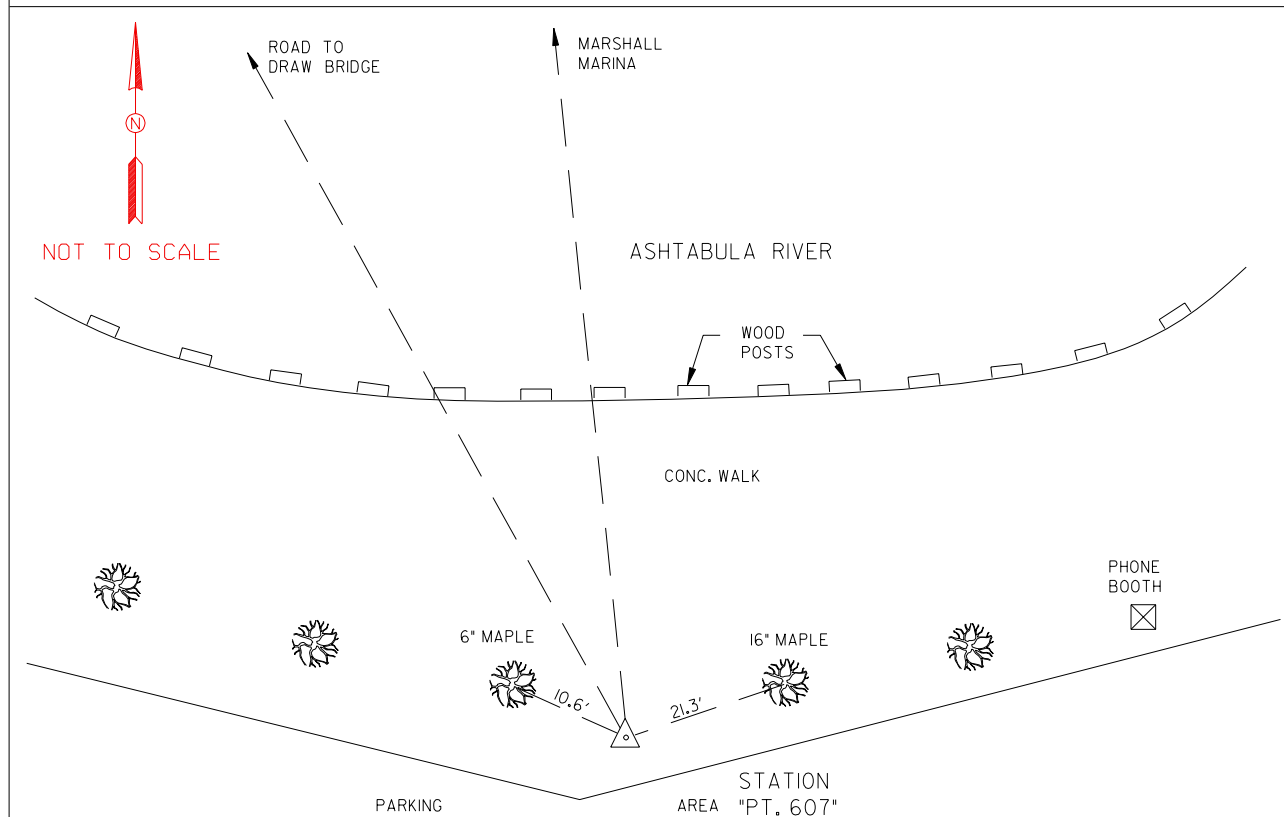 ROAD TO
DRAW BRIDGE
MARSHALL
MARINA
N
NOT TO SCALE
ASHTABULA RIVER
WOOD
POSTS
CONC. WALK
PHONE
BOOTH
6" MAPLE
16" MAPLE
10.6'
21.3'
STATION
"PT. 607"
PARKING AREA